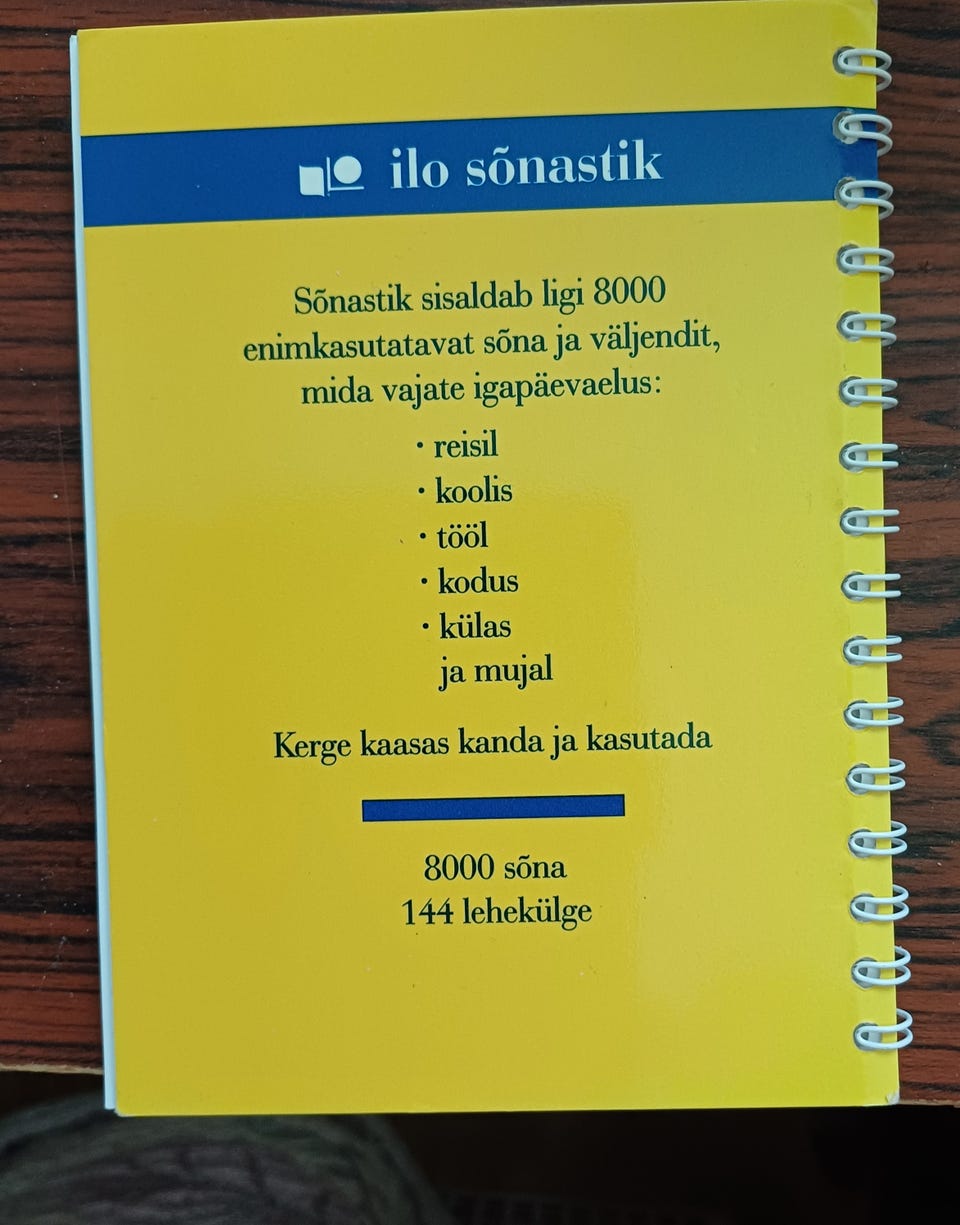 ilo sõnastik
Sõnastik sisaldab ligi 8000
enimkasutatavat sõna ja väljendit,
mida vajate igapäevaelus:
· reisil
· koolis
· tööl
· kodus
· külas
ja mujal
Kerge kaasas kanda ja kasutada
8000 sõna
144 lehekülge